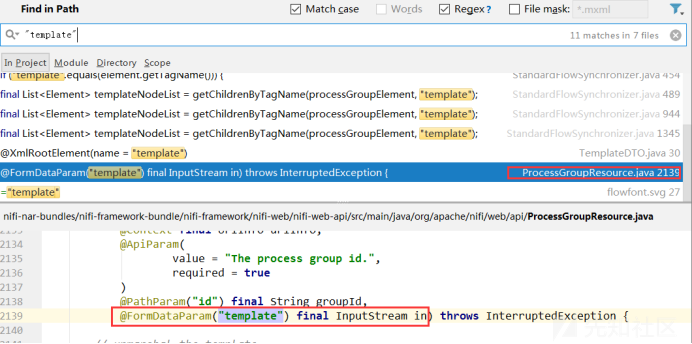 Find in Path
Match case Words Regex? File mask: *.mxml
"template" 11 matches in 7 files
In Project Module Directory Scope
if ("template".equals(element.getTagName())) { StandardFlowSynchronizer.java 454
final List<Element> templateNodeList = getChildrenByTagName(processGroupElement, "template"); StandardFlowSynchronizer.java 489
final List<Element> templateNodeList = getChildrenByTagName(processGroupElement, "template"); StandardFlowSynchronizer.java 944
final List<Element> templateNodeList = getChildrenByTagName(processGroupElement, "template"); StandardFlowSynchronizer.java 1345
@XmlRootElement(name = "template") TemplateDTO.java 30
@FormDataParam("template") final InputStream in) throws InterruptedException { ProcessGroupResource.java 2139
="template" flowfont.svg 27
nifi-nar-bundles/nifi-framework-bundle/nifi-framework/nifi-web/nifi-web-api/src/main/java/org/apache/nifi/web/api/ProcessGroupResource.java
2133 @Context final UriInfo uriInfo,
2134 @ApiParam(
2135 value = "The process group id.",
2136 required = true
2137 )
2138 @PathParam("id") final String groupId,
2139 @FormDataParam("template") final InputStream in) throws InterruptedException {
2140
// unmarshal the template
先知社区